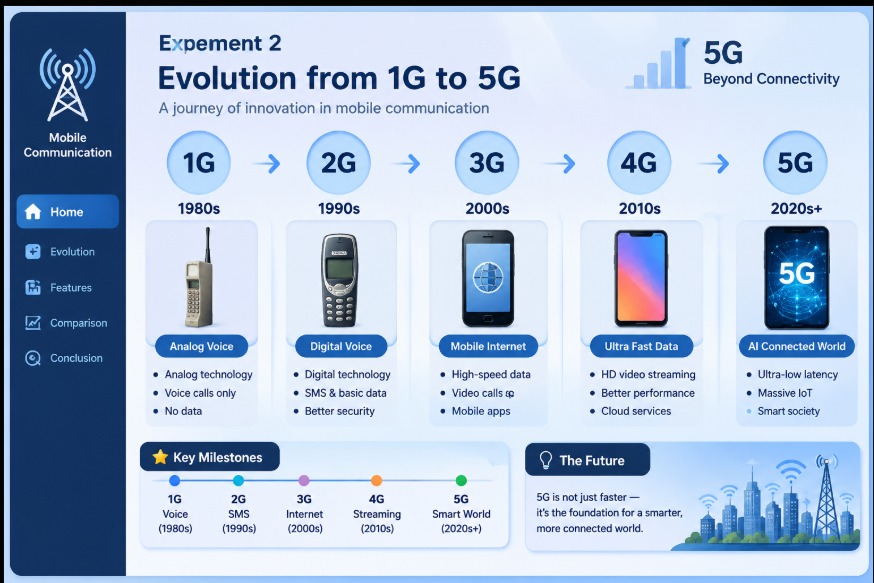 Mobile
Communication
Home
Evolution
Features
Comparison
Conclusion
Expement 2
Evolution from 1G to 5G
A journey of innovation in mobile communication
5G
Beyond Connectivity
1G
2G
3G
4G
5G
1980s
1990s
2000s
2010s
2020s+
5G
Analog Voice
Digital Voice
Mobile Internet
Ultra Fast Data
AI Connected World
• Analog technology
• Voice calls only
• No data
• Digital technology
• SMS & basic data
• Better security
• High-speed data
• Video calls
• Mobile apps
• HD video streaming
• Better performance
• Cloud services
• Ultra-low latency
• Massive IoT
• Smart society
Key Milestones
1G
Voice
(1980s)
2G
SMS
(1990s)
3G
Internet
(2000s)
4G
Streaming
(2010s)
5G
Smart World
(2020s+)
The Future
5G is not just faster —
it's the foundation for a smarter,
more connected world.